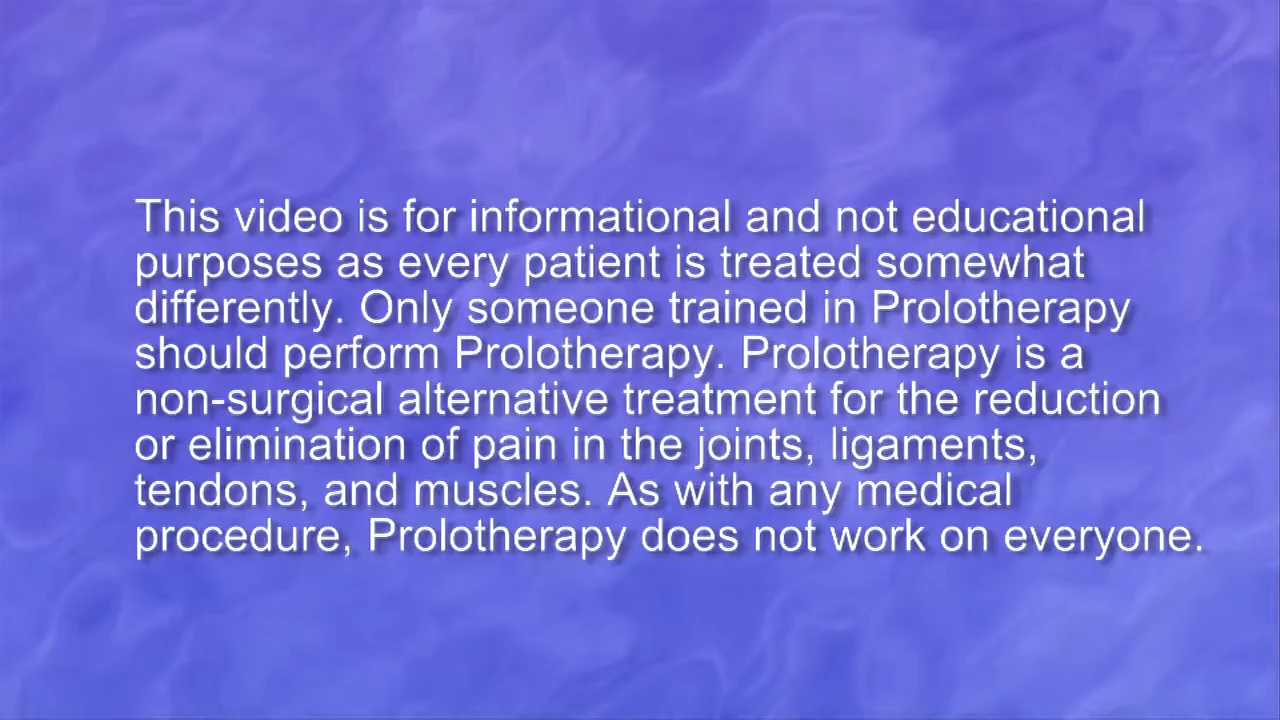 This video is for informational and not educational
purposes as every patient is treated somewhat
differently. Only someone trained in Prolotherapy
should perform Prolotherapy. Prolotherapy is a
non-surgical alternative treatment for the reduction
or elimination of pain in the joints, ligaments,
tendons, and muscles. As with any medical
procedure, Prolotherapy does not work on everyone.